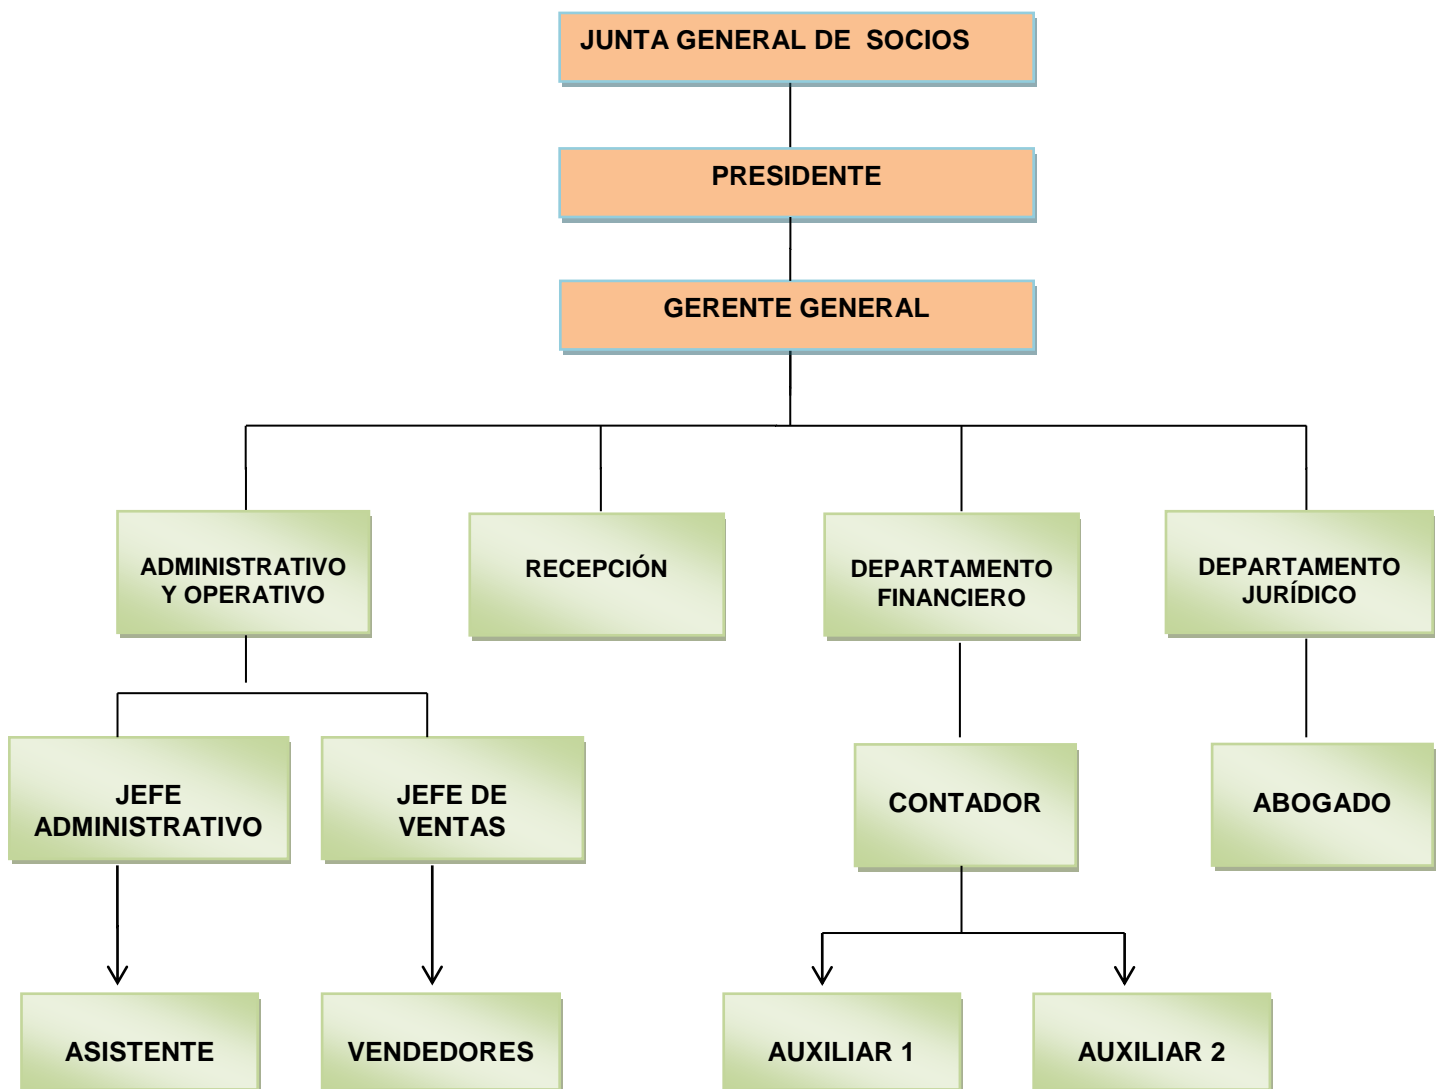 JUNTA GENERAL DE  SOCIOS
PRESIDENTE
GERENTE GENERAL
ADMINISTRATIVO
Y OPERATIVO
RECEPCIÓN
DEPARTAMENTO
FINANCIERO
DEPARTAMENTO
JURÍDICO
JEFE
ADMINISTRATIVO
JEFE DE
VENTAS
CONTADOR
ABOGADO
ASISTENTE
VENDEDORES
AUXILIAR 1
AUXILIAR 2